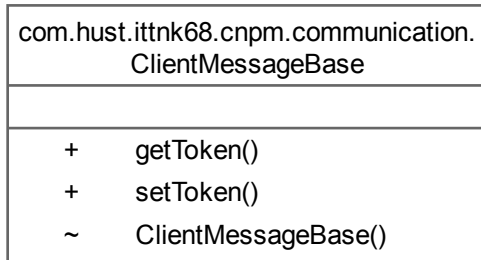 com.hust.ittnk68.cnpm.communication.
ClientMessageBase
+ getToken()
+ setToken()
~ ClientMessageBase()